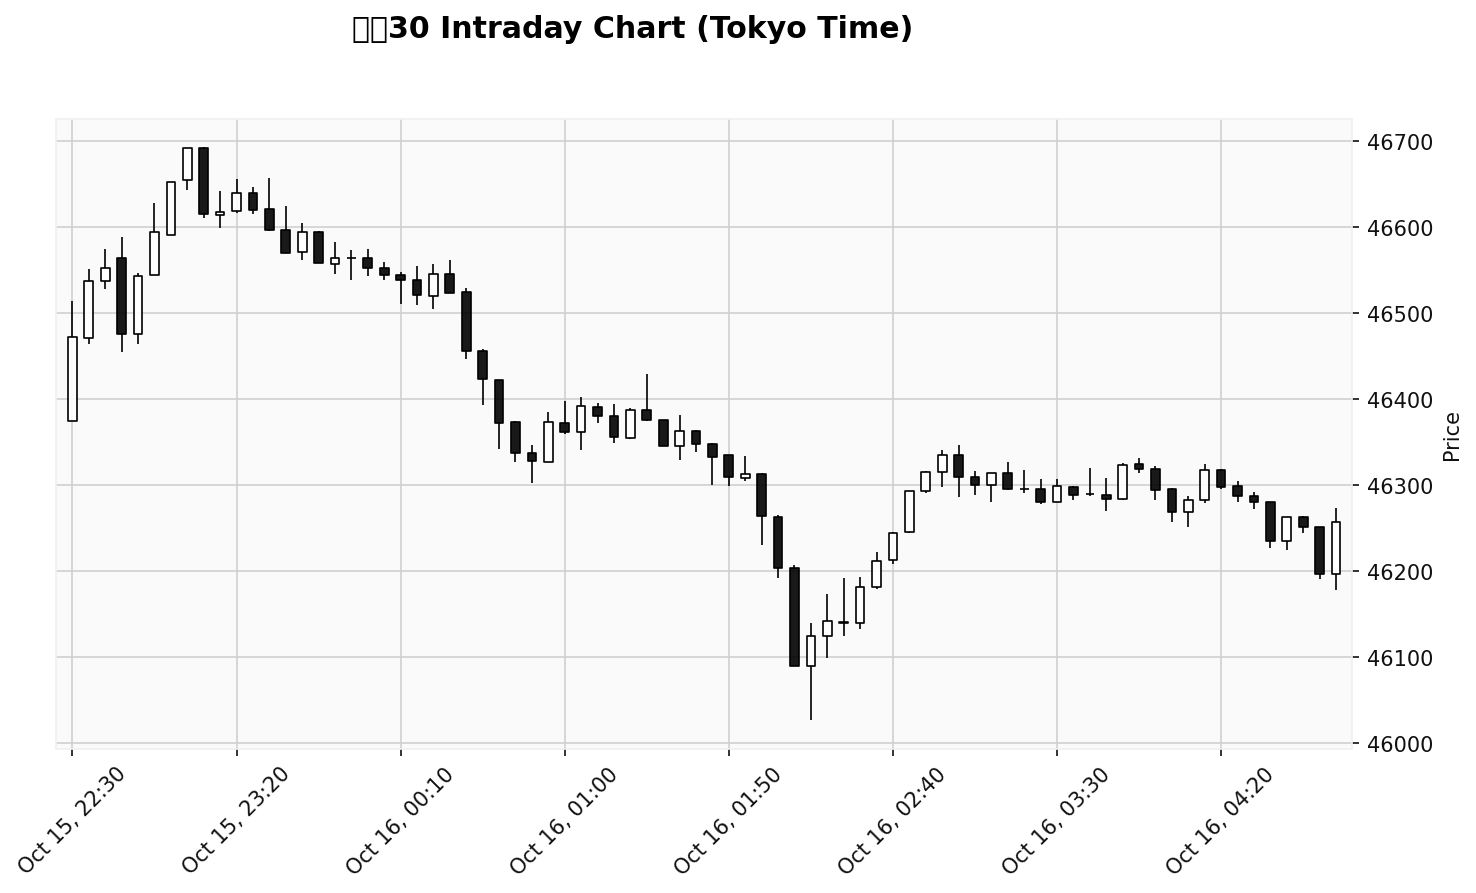 30 Intraday Chart (Tokyo Time)
46700
46600
46500
46400
46300
46200
46100
46000
Price
Oct 15, 22:30
Oct 15, 23:20
Oct 16, 00:10
Oct 16, 01:00
Oct 16, 01:50
Oct 16, 02:40
Oct 16, 03:30
Oct 16, 04:20